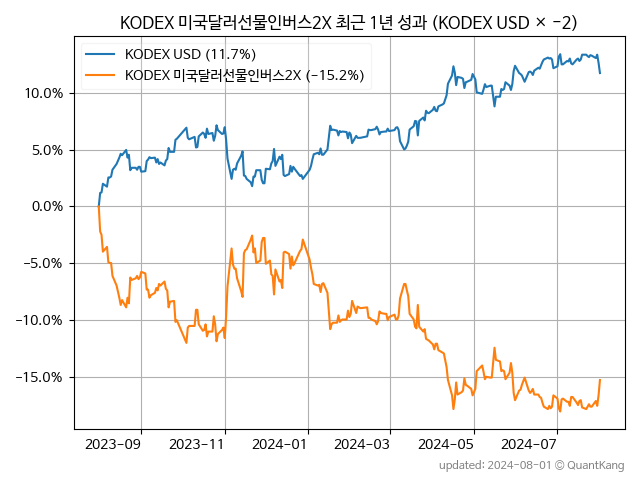 KODEX 미국달러선물인버스2X 최근 1년 성과 (KODEX USD × −2)
KODEX USD (11.7%)
KODEX 미국달러선물인버스2X (−15.2%)
10.0%
5.0%
0.0%
−5.0%
−10.0%
−15.0%
2023-09 2023-11 2024-01 2024-03 2024-05 2024-07
updated: 2024-08-01 © QuantKang